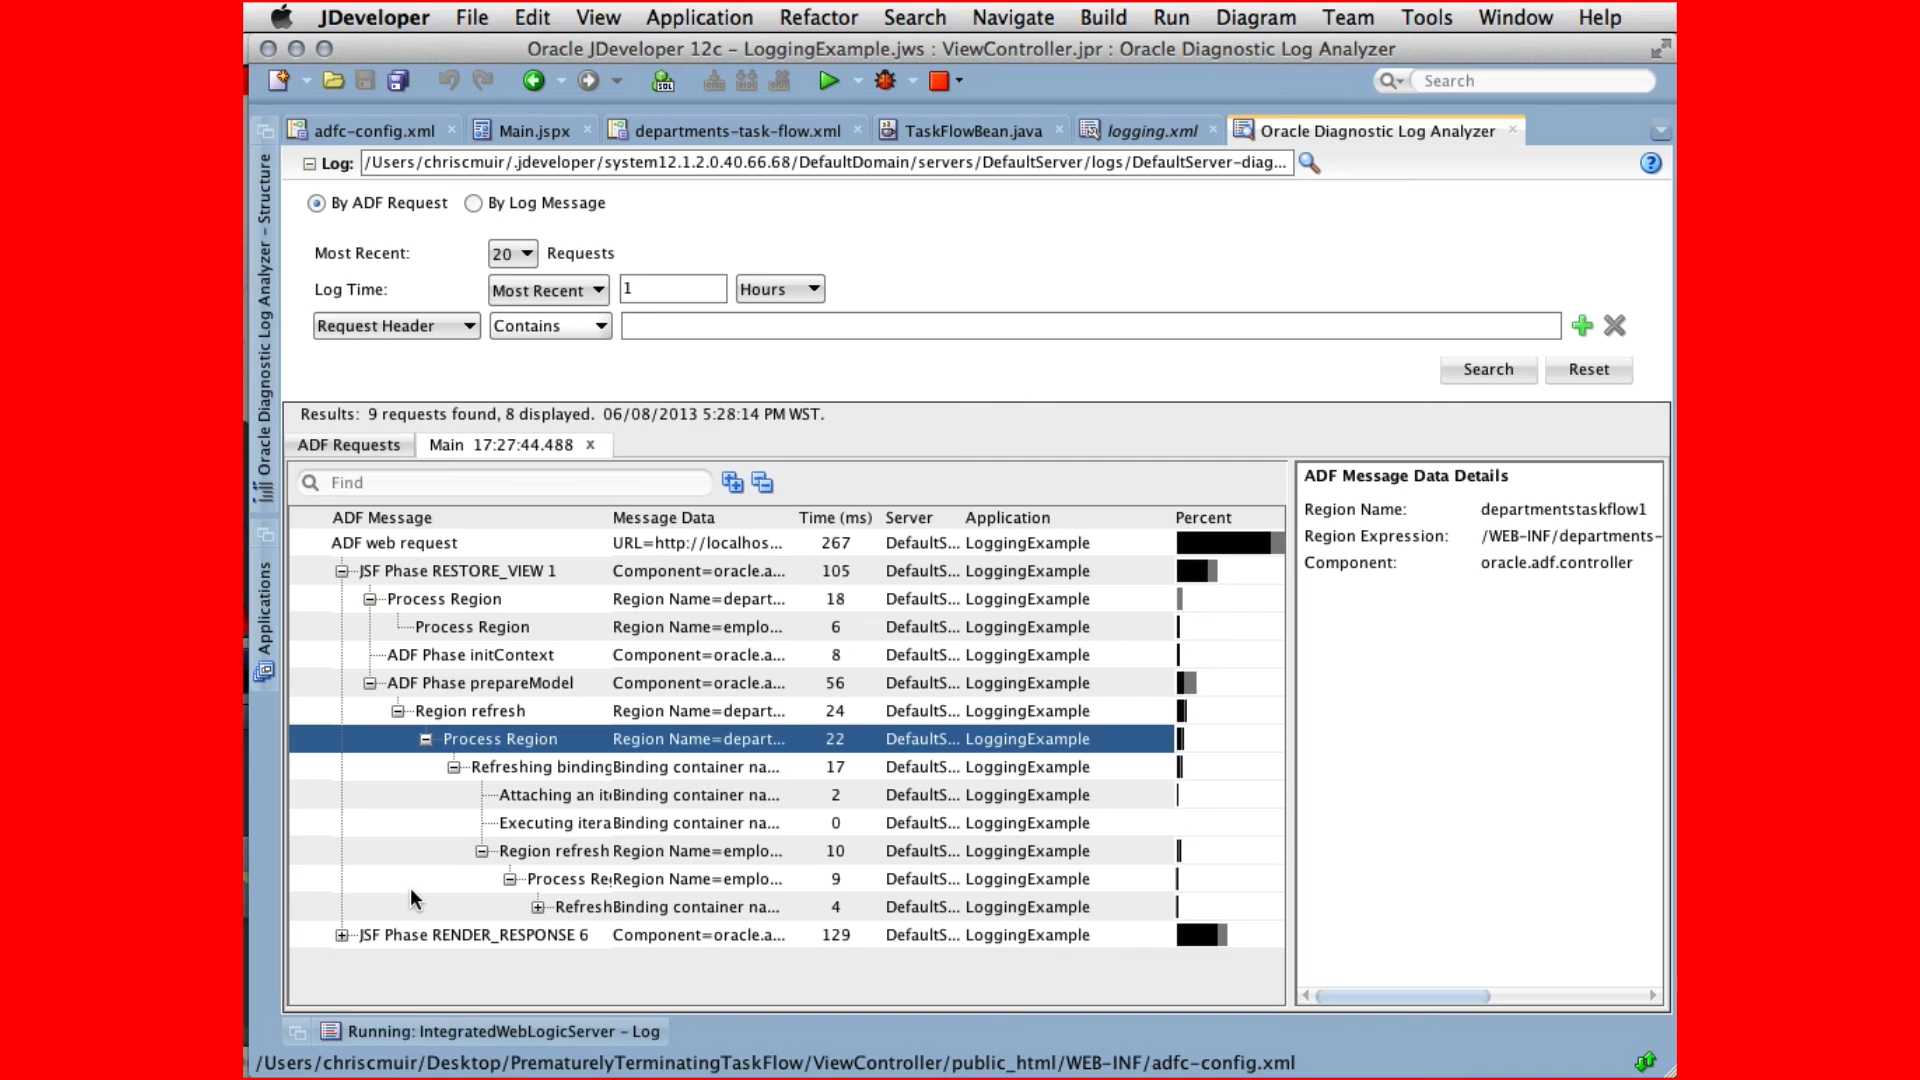 JDeveloper File Edit View Application Refactor Search Navigate Build Run Diagram Team Tools Window Help
Oracle JDeveloper 12c - LoggingExample.jws : ViewController.jpr : Oracle Diagnostic Log Analyzer
SQL Search
adfc-config.xml Main.jspx departments-task-flow.xml TaskFlowBean.java logging.xml Oracle Diagnostic Log Analyzer
Oracle Diagnostic Log Analyzer - Structure
Applications
Log: /Users/chriscmuir/.jdeveloper/system12.1.2.0.40.66.68/DefaultDomain/servers/DefaultServer/logs/DefaultServer-diag...
By ADF Request By Log Message
Most Recent: 20 Requests
Log Time: Most Recent 1 Hours
Request Header Contains
Search Reset
Results: 9 requests found, 8 displayed. 06/08/2013 5:28:14 PM WST.
ADF Requests Main 17:27:44.488 x
Find
ADF Message Message Data Time (ms) Server Application Percent
ADF web request URL=http://localhos... 267 DefaultS... LoggingExample
JSF Phase RESTORE_VIEW 1 Component=oracle.a... 105 DefaultS... LoggingExample
Process Region Region Name=depart... 18 DefaultS... LoggingExample
Process Region Region Name=emplo... 6 DefaultS... LoggingExample
ADF Phase initContext Component=oracle.a... 8 DefaultS... LoggingExample
ADF Phase prepareModel Component=oracle.a... 56 DefaultS... LoggingExample
Region refresh Region Name=depart... 24 DefaultS... LoggingExample
Process Region Region Name=depart... 22 DefaultS... LoggingExample
Refreshing binding Binding container na... 17 DefaultS... LoggingExample
Attaching an it Binding container na... 2 DefaultS... LoggingExample
Executing itera Binding container na... 0 DefaultS... LoggingExample
Region refresh Region Name=emplo... 10 DefaultS... LoggingExample
Process Re Region Name=emplo... 9 DefaultS... LoggingExample
Refresh Binding container na... 4 DefaultS... LoggingExample
JSF Phase RENDER_RESPONSE 6 Component=oracle.a... 129 DefaultS... LoggingExample
ADF Message Data Details
Region Name: departmentstaskflow1
Region Expression: /WEB-INF/departments-
Component: oracle.adf.controller
Running: IntegratedWebLogicServer - Log
/Users/chriscmuir/Desktop/PrematurelyTerminatingTaskFlow/ViewController/public_html/WEB-INF/adfc-config.xml